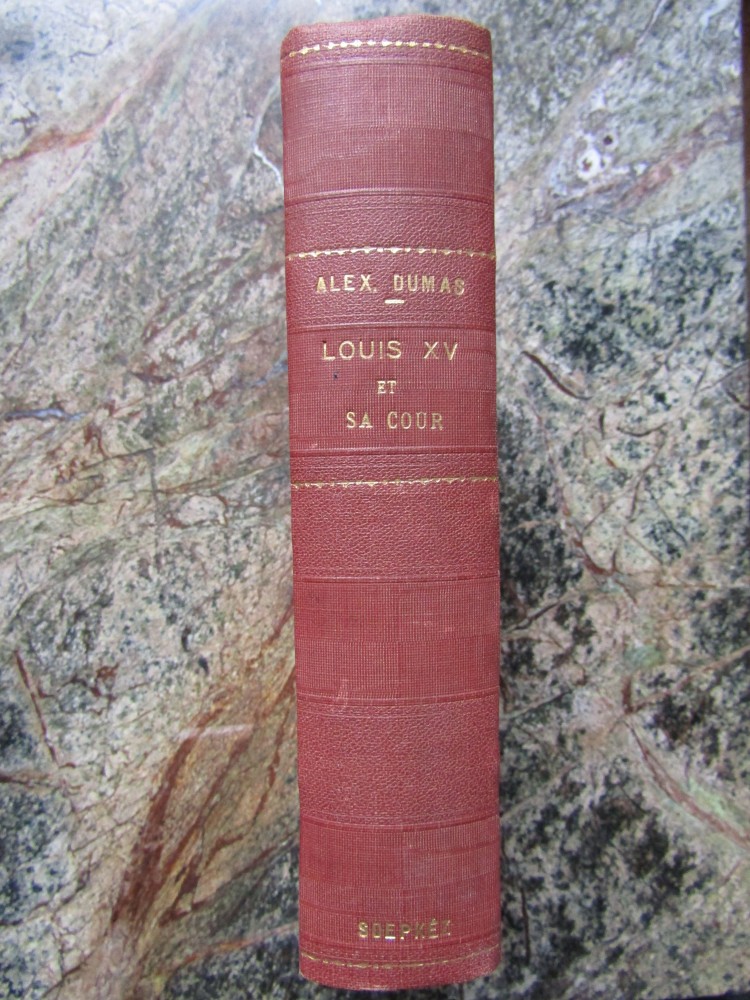 ALEX. DUMAS
LOUIS XV
ET
SA COUR